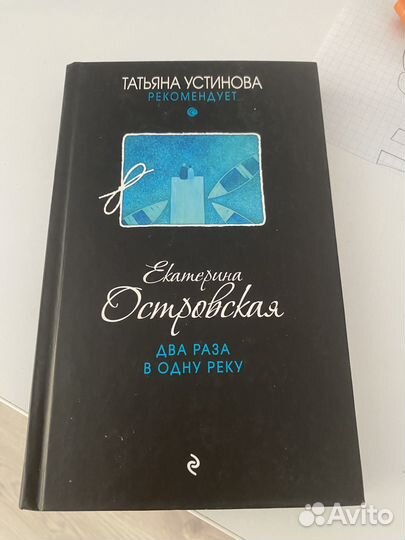 ТАТЬЯНА УСТИНОВА
РЕКОМЕНДУЕТ
Екатерина
Островская
ДВА РАЗА
В ОДНУ РЕКУ
Avito